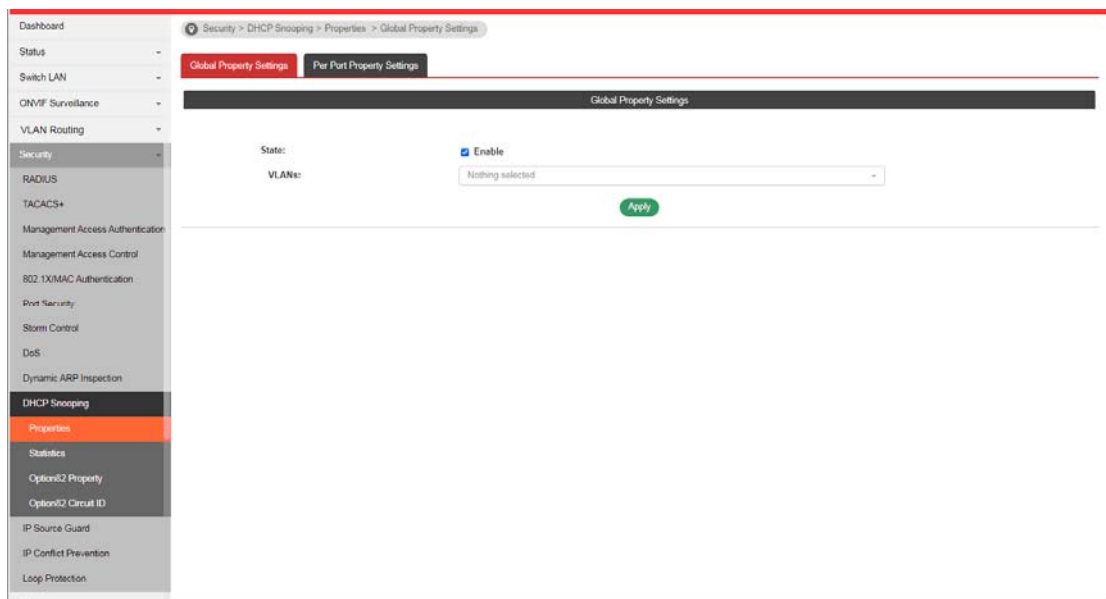 Dashboard
Status
Switch LAN
ONVIF Surveillance
VLAN Routing
Security
RADIUS
TACACS+
Management Access Authentication
Management Access Control
802.1X/MAC Authentication
Port Security
Storm Control
DoS
Dynamic ARP Inspection
DHCP Snooping
Properties
Statistics
Option82 Property
Option82 Circuit ID
IP Source Guard
IP Conflict Prevention
Loop Protection
Security > DHCP Snooping > Properties > Global Property Settings
Global Property Settings Per Port Property Settings
Global Property Settings
State: Enable
VLANs: Nothing selected
Apply